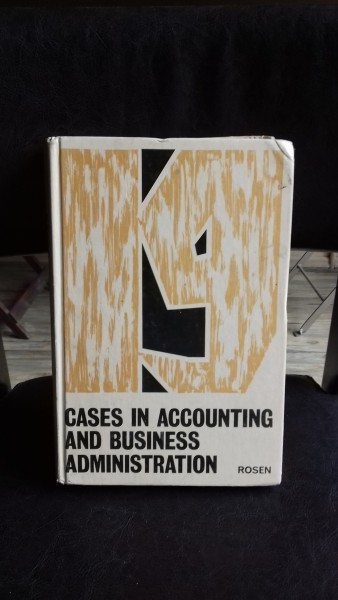 CASES IN ACCOUNTING
AND BUSINESS
ADMINISTRATION
ROSEN